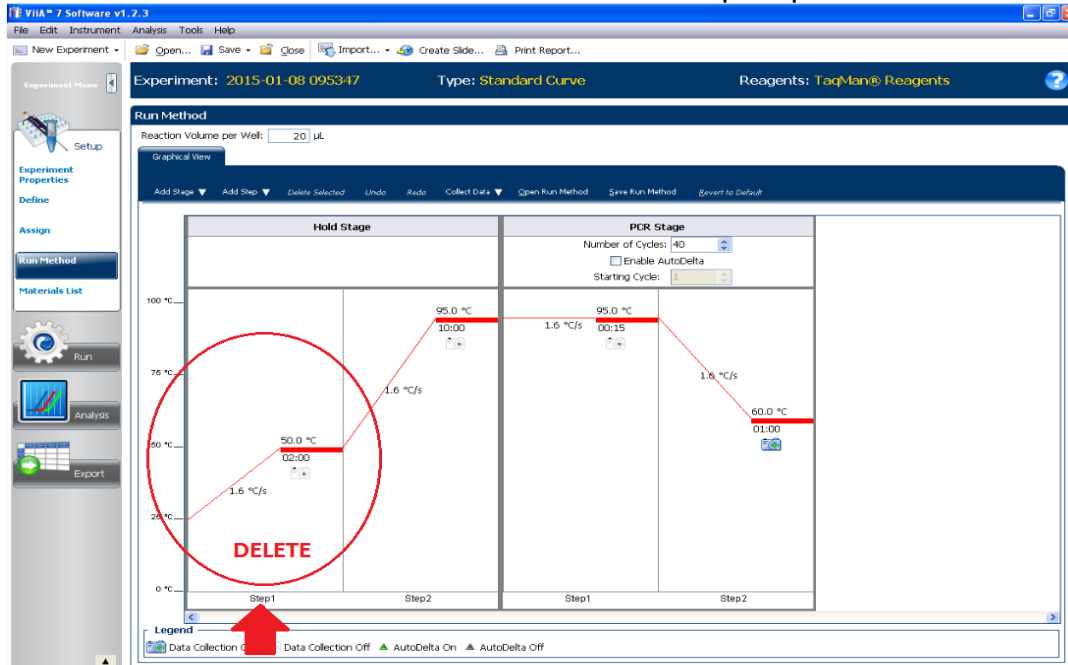 ViiA™ 7 Software v1.2.3
File Edit Instrument Analysis Tools Help
New Experiment Open... Save Close Import... Create Slide... Print Report...
Experiment Menu
Experiment: 2015-01-08 095347 Type: Standard Curve Reagents: TaqMan® Reagents
Setup
Experiment Properties
Define
Assign
Run Method
Materials List
Run
Analysis
Export
Run Method
Reaction Volume per Well: 20 µL
Graphical View
Add Stage Add Step Delete Selected Undo Redo Collect Data Open Run Method Save Run Method Revert to Default
Hold Stage PCR Stage
Number of Cycles: 40
Enable AutoDelta
Starting Cycle: 1
100 °C
95.0 °C 95.0 °C
10:00 1.6 °C/s 00:15
75 °C
1.6 °C/s 1.6 °C/s
60.0 °C
01:00
50 °C 50.0 °C
02:00
1.6 °C/s
25 °C
DELETE
0 °C
Step1 Step2 Step1 Step2
Legend
Data Collection Data Collection Off AutoDelta On AutoDelta Off